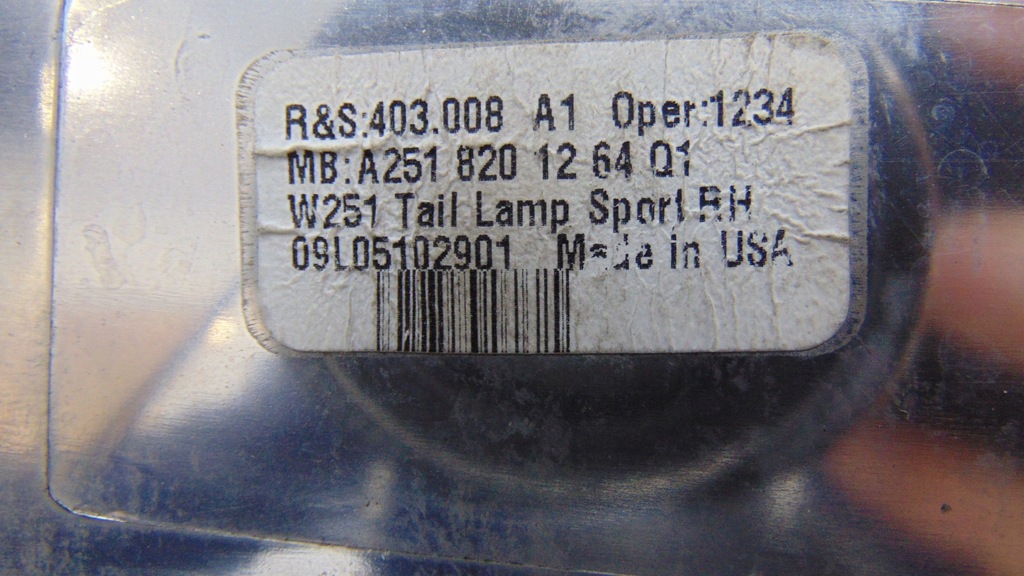 R&S:403.008 A1 Oper:1234
MB:A251 820 12 64 Q1
W251 Tail Lamp Sport RH
09L05102901 Made in USA